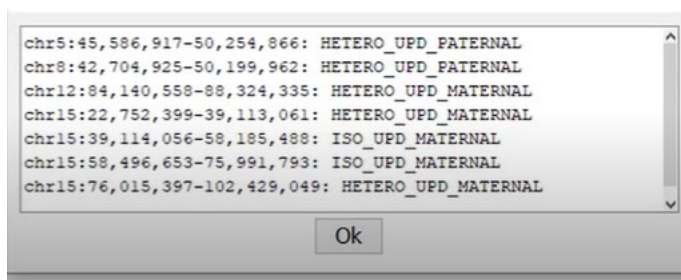 chr5:45,586,917-50,254,866: HETERO_UPD_PATERNAL
chr8:42,704,925-50,199,962: HETERO_UPD_PATERNAL
chr12:84,140,558-88,324,335: HETERO_UPD_MATERNAL
chr15:22,752,399-39,113,061: HETERO_UPD_MATERNAL
chr15:39,114,056-58,185,488: ISO_UPD_MATERNAL
chr15:58,496,653-75,991,793: ISO_UPD_MATERNAL
chr15:76,015,397-102,429,049: HETERO_UPD_MATERNAL
Ok